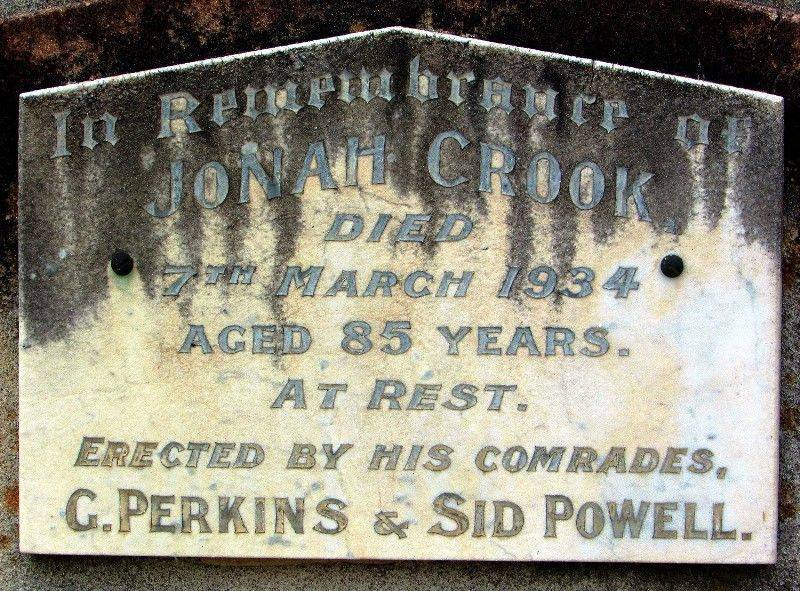 In Remembrance of
JONAH CROOK,
DIED
7TH MARCH 1934
AGED 85 YEARS.
AT REST.
ERECTED BY HIS COMRADES,
G. PERKINS & SID POWELL.